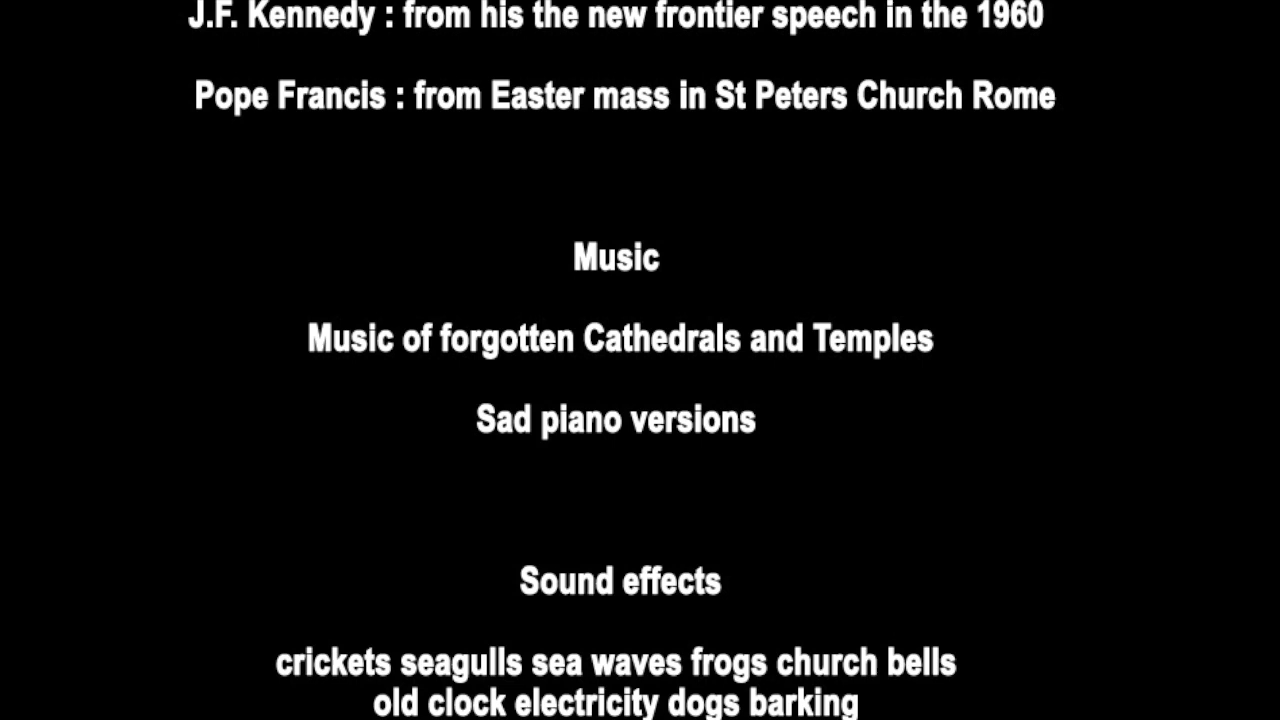 J.F. Kennedy : from his the new frontier speech in the 1960
Pope Francis : from Easter mass in St Peters Church Rome
Music
Music of forgotten Cathedrals and Temples
Sad piano versions
Sound effects
crickets seagulls sea waves frogs church bells
old clock electricity dogs barking